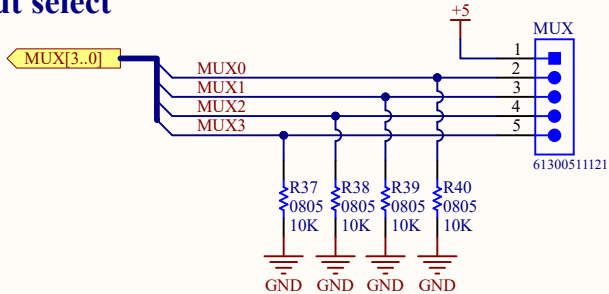 ut select
+5
MUX
MUX[3..0]
MUX0
MUX1
MUX2
MUX3
1
2
3
4
5
61300511121
R37
0805
10K
R38
0805
10K
R39
0805
10K
R40
0805
10K
GND
GND
GND
GND